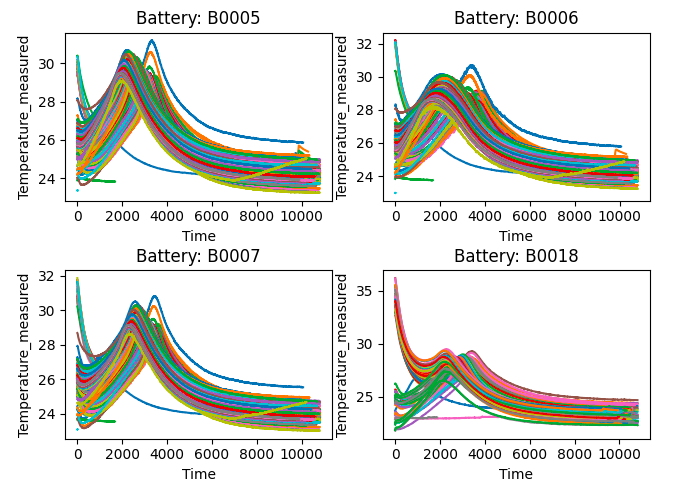 Battery: B0005
Temperature_measured
30
28
26
24
0 2000 4000 6000 8000 10000
Time
Battery: B0006
Temperature_measured
32
30
28
26
24
0 2000 4000 6000 8000 10000
Time
Battery: B0007
Temperature_measured
32
30
28
26
24
0 2000 4000 6000 8000 10000
Time
Battery: B0018
Temperature_measured
35
30
25
0 2000 4000 6000 8000 10000
Time